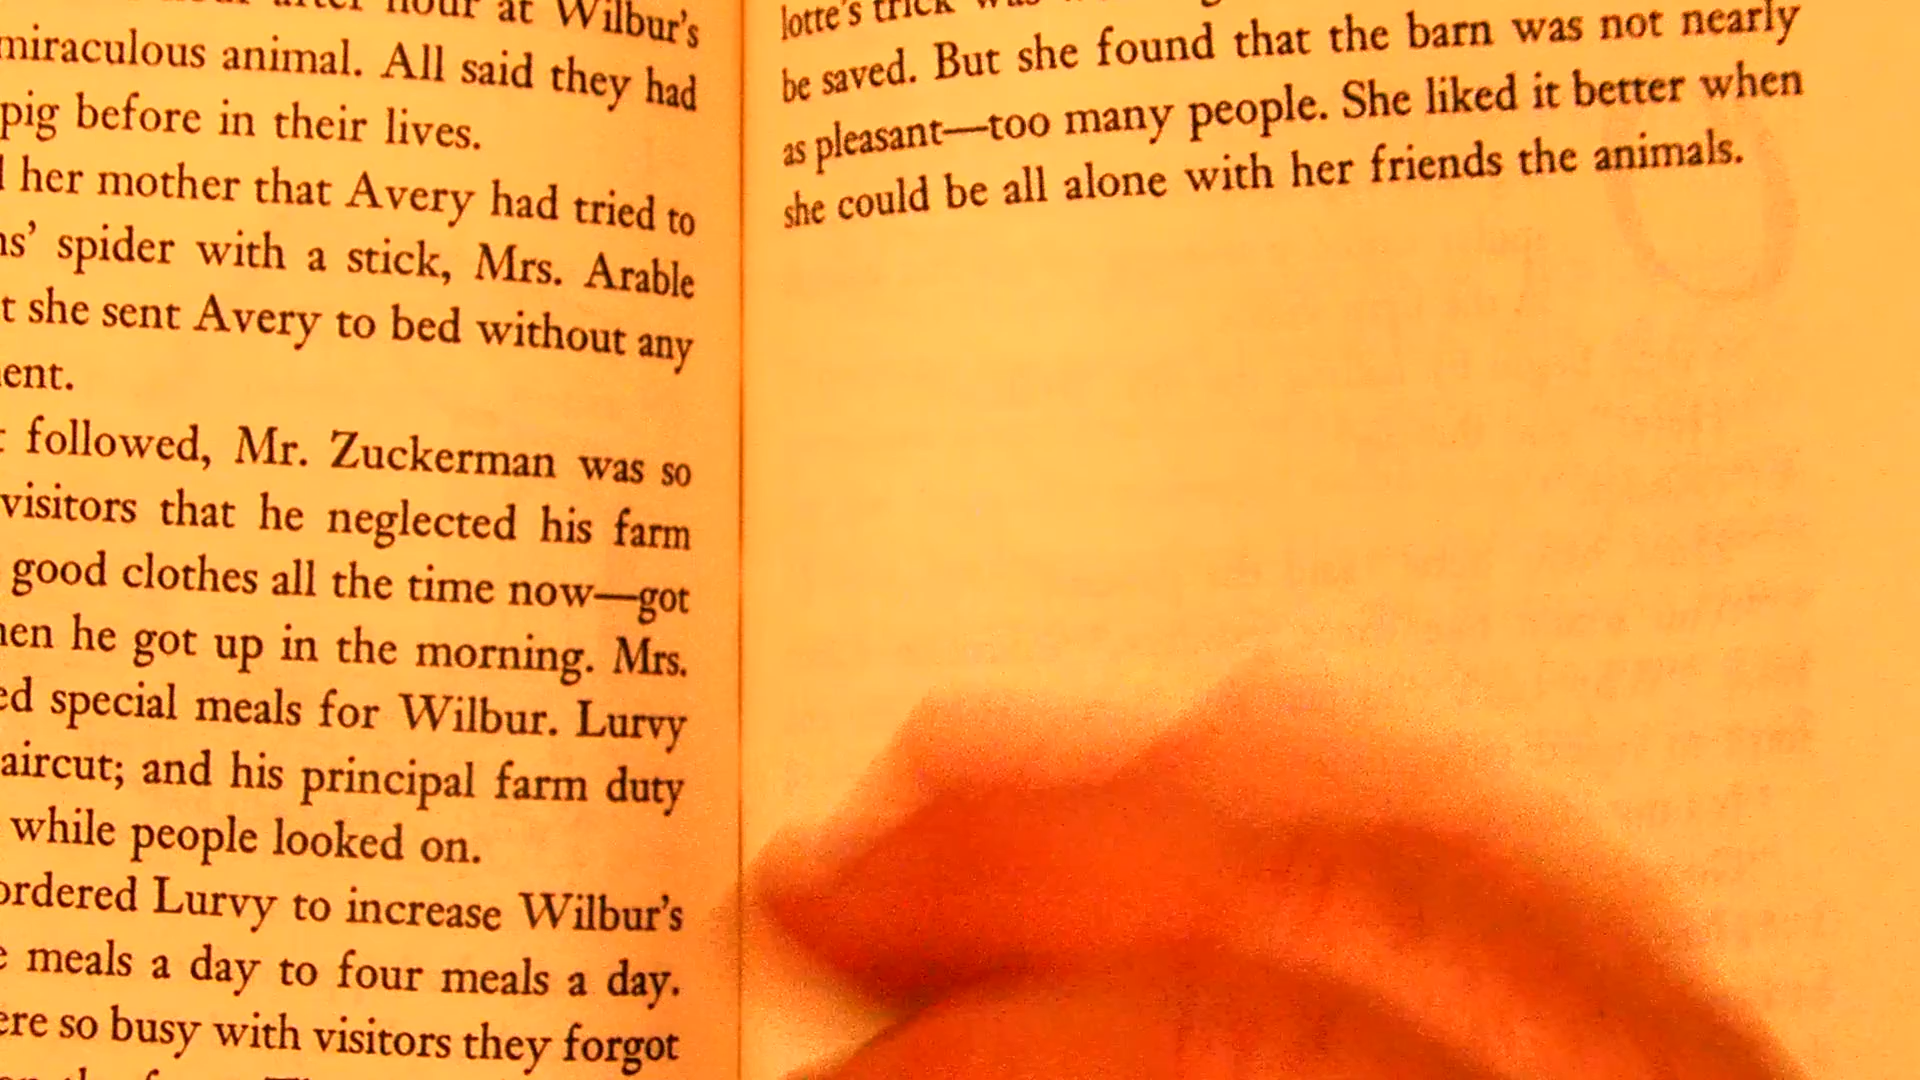 hour after hour at Wilbur's
miraculous animal. All said they had
pig before in their lives.
her mother that Avery had tried to
spider with a stick, Mrs. Arable
she sent Avery to bed without any
followed, Mr. Zuckerman was so
visitors that he neglected his farm
good clothes all the time now—got
he got up in the morning. Mrs.
special meals for Wilbur. Lurvy
and his principal farm duty
while people looked on.
ordered Lurvy to increase Wilbur's
meals a day to four meals a day.
so busy with visitors they forgot
lotte's trick was
be saved. But she found that the barn was not nearly
as pleasant—too many people. She liked it better when
she could be all alone with her friends the animals.